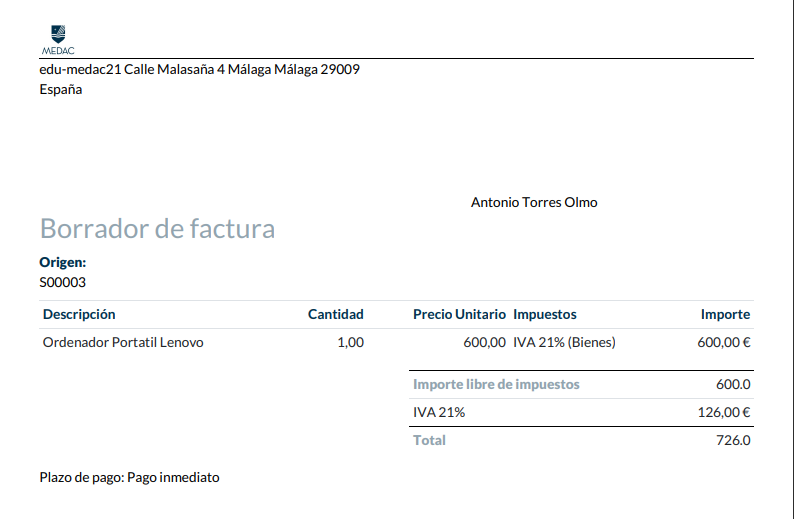 MEDAC
edu-medac21 Calle Malasaña 4 Málaga Málaga 29009
España
Antonio Torres Olmo
Borrador de factura
Origen:
S00003
Descripción Cantidad Precio Unitario Impuestos Importe
Ordenador Portatil Lenovo 1,00 600,00 IVA 21% (Bienes) 600,00 €
Importe libre de impuestos 600.0
IVA 21% 126,00 €
Total 726.0
Plazo de pago: Pago inmediato